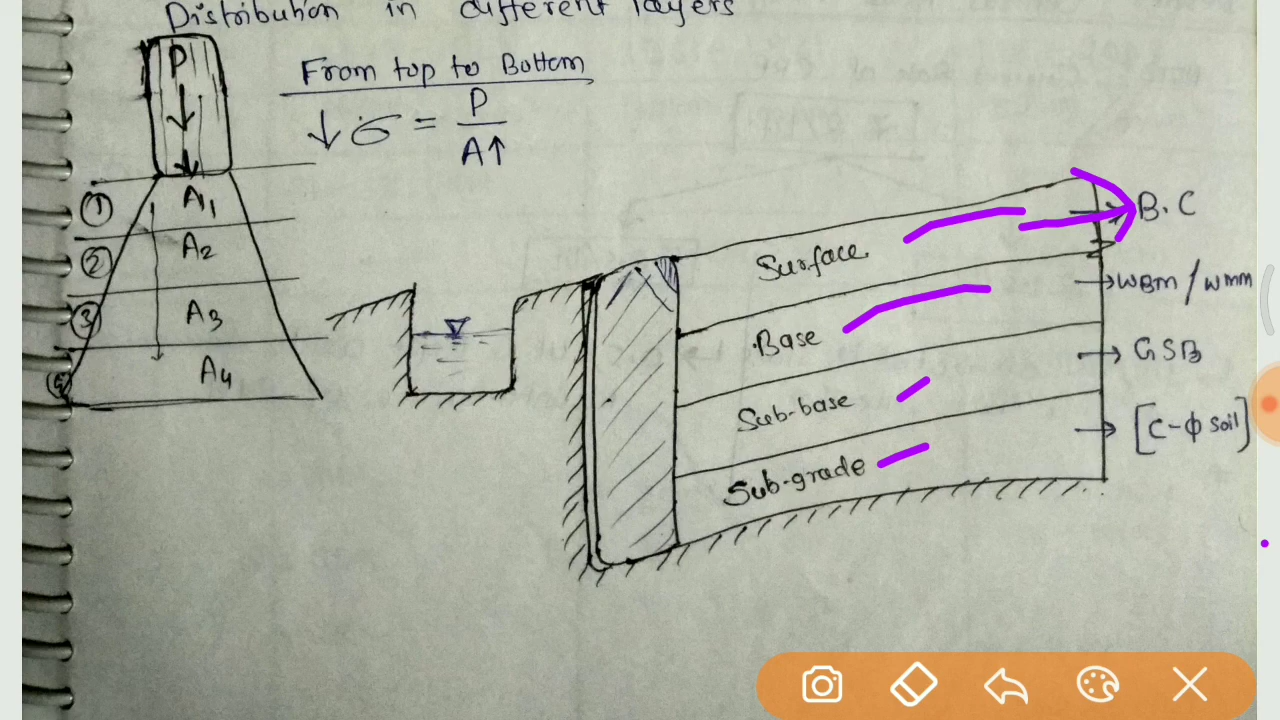 Distribution in different layers
From top to Bottom
P
↓ σ = P / A↑
① A1
② A2
③ A3
④ A4
Surface → B.C
Base → WBM / WMM
Sub-base → GSB
Sub-grade → [C-ϕ Soil]